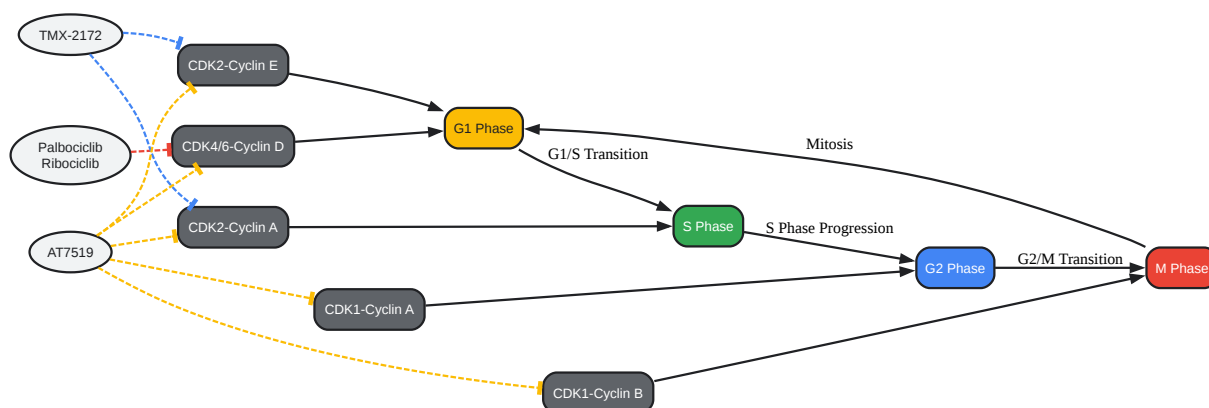 TMX-2172
CDK2-Cyclin E
G1 Phase
Palbociclib
Ribociclib
CDK4/6-Cyclin D
G1/S Transition
Mitosis
CDK2-Cyclin A
S Phase
S Phase Progression
AT7519
G2 Phase
G2/M Transition
M Phase
CDK1-Cyclin A
CDK1-Cyclin B